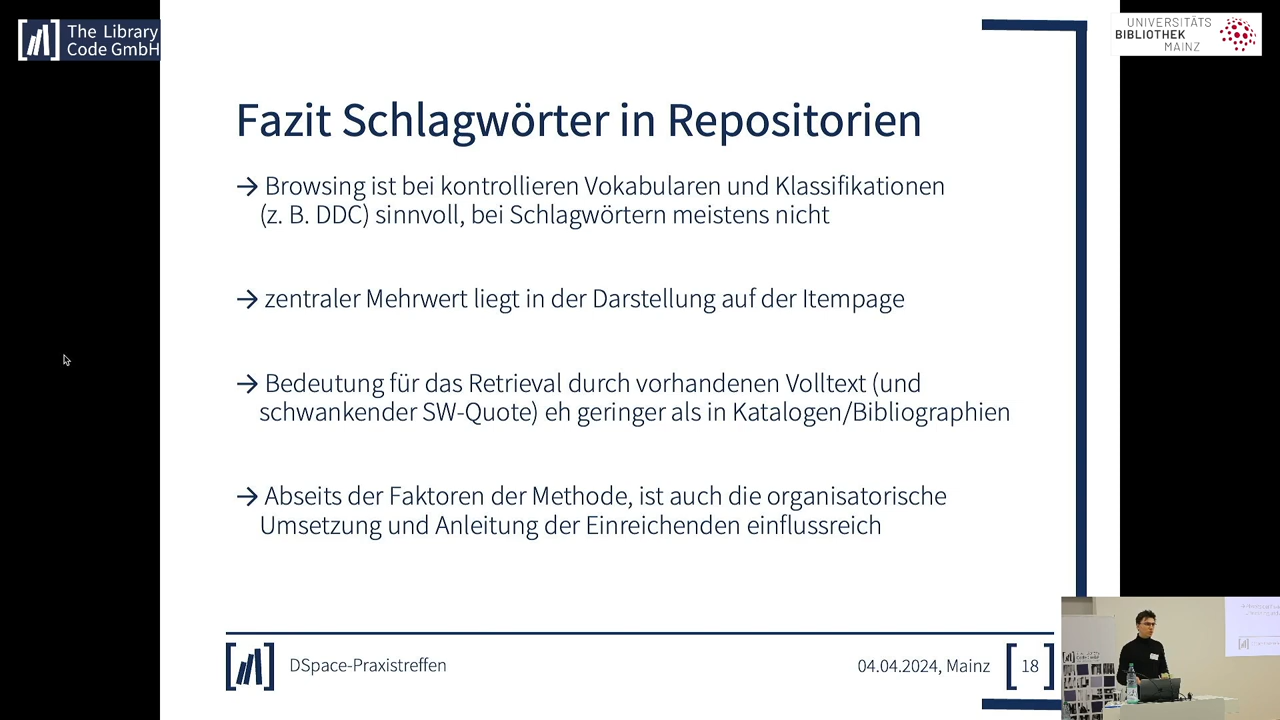 The Library
Code GmbH
UNIVERSITÄTS
BIBLIOTHEK
MAINZ
Fazit Schlagwörter in Repositorien
→ Browsing ist bei kontrollieren Vokabularen und Klassifikationen
(z. B. DDC) sinnvoll, bei Schlagwörtern meistens nicht
→ zentraler Mehrwert liegt in der Darstellung auf der Itempage
→ Bedeutung für das Retrieval durch vorhandenen Volltext (und
schwankender SW-Quote) eh geringer als in Katalogen/Bibliographien
→ Abseits der Faktoren der Methode, ist auch die organisatorische
Umsetzung und Anleitung der Einreichenden einflussreich
DSpace-Praxistreffen
04.04.2024, Mainz
18